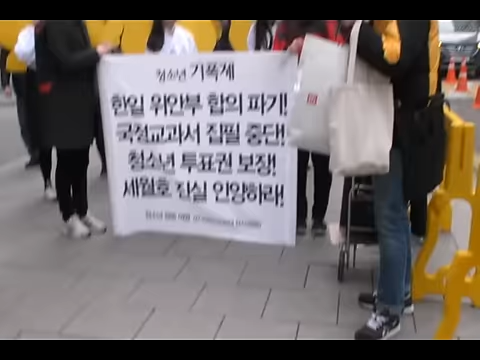 청소년 기폭제
한일 위안부 합의 파기!
국정교과서 집필 중단!
청소년 투표권 보장!
세월호 진실 인양하라!